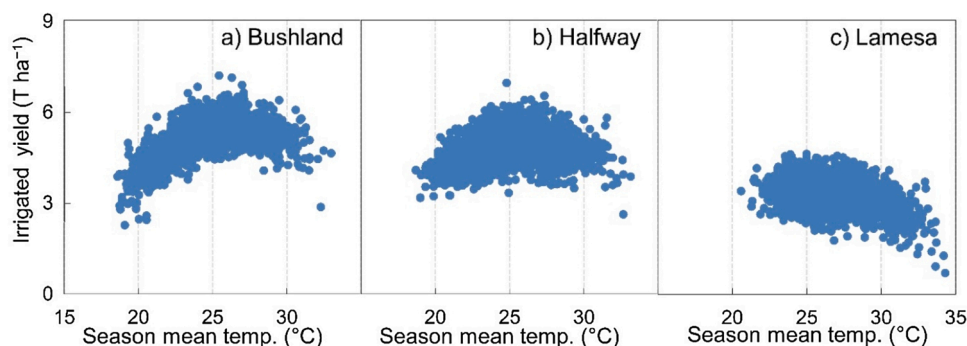 Irrigated yield (T ha⁻¹)
9
6
3
0
a) Bushland
b) Halfway
c) Lamesa
15 20 25 30 20 25 30 20 25 30 35
Season mean temp. (°C) Season mean temp. (°C) Season mean temp. (°C)